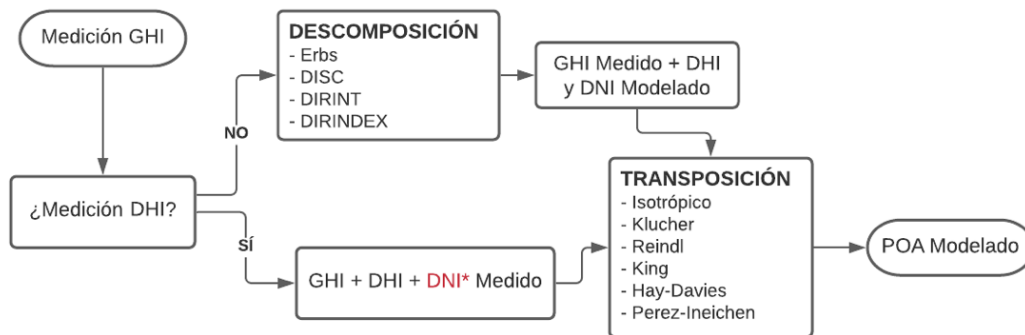 Medición GHI
¿Medición DHI?
NO
SÍ
DESCOMPOSICIÓN
- Erbs
- DISC
- DIRINT
- DIRINDEX
GHI Medido + DHI
y DNI Modelado
GHI + DHI + DNI* Medido
TRANSPOSICIÓN
- Isotrópico
- Klucher
- Reindl
- King
- Hay-Davies
- Perez-Ineichen
POA Modelado